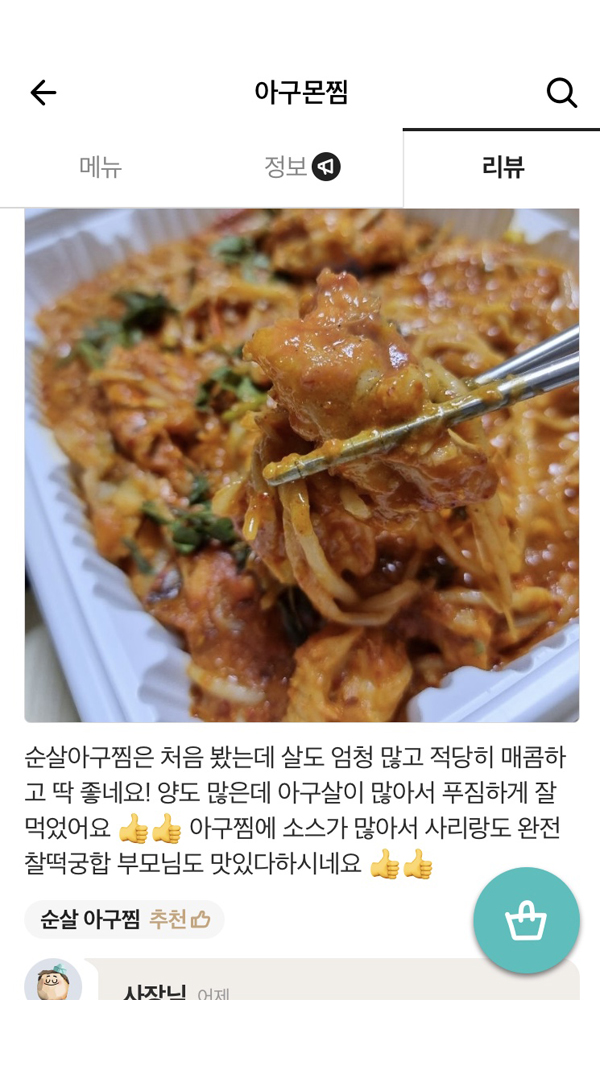 아구몬찜
메뉴 정보 리뷰
순살아구찜은 처음 봤는데 살도 엄청 많고 적당히 매콤하
고 딱 좋네요! 양도 많은데 아구살이 많아서 푸짐하게 잘
먹었어요 👍👍 아구찜에 소스가 많아서 사리랑도 완전
찰떡궁합 부모님도 맛있다하시네요 👍👍
순살 아구찜 추천
사장님 어제